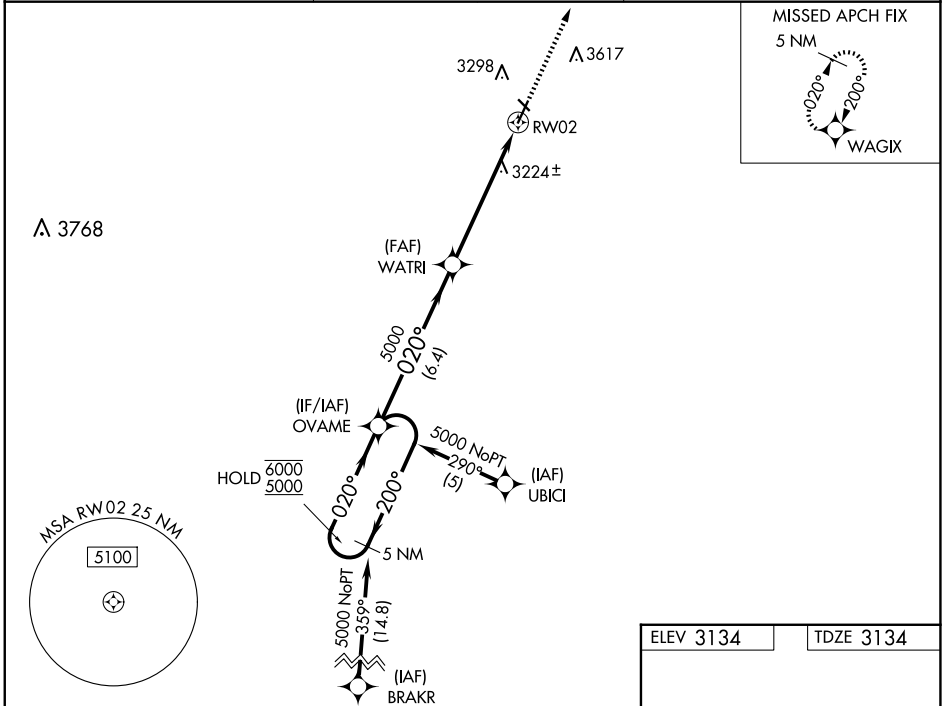 MISSED APCH FIX
5 NM
020°
200°
WAGIX
3298
3617
RW02
3224±
3768
(FAF)
WATRI
5000
020°
(6.4)
(IF/IAF)
OVAME
HOLD 6000
5000
020°
200°
5 NM
5000 NoPT
290°
(5)
(IAF)
UBICI
5000 NoPT
359°
(14.8)
(IAF)
BRAKR
MSA RW02 25 NM
5100
ELEV 3134
TDZE 3134